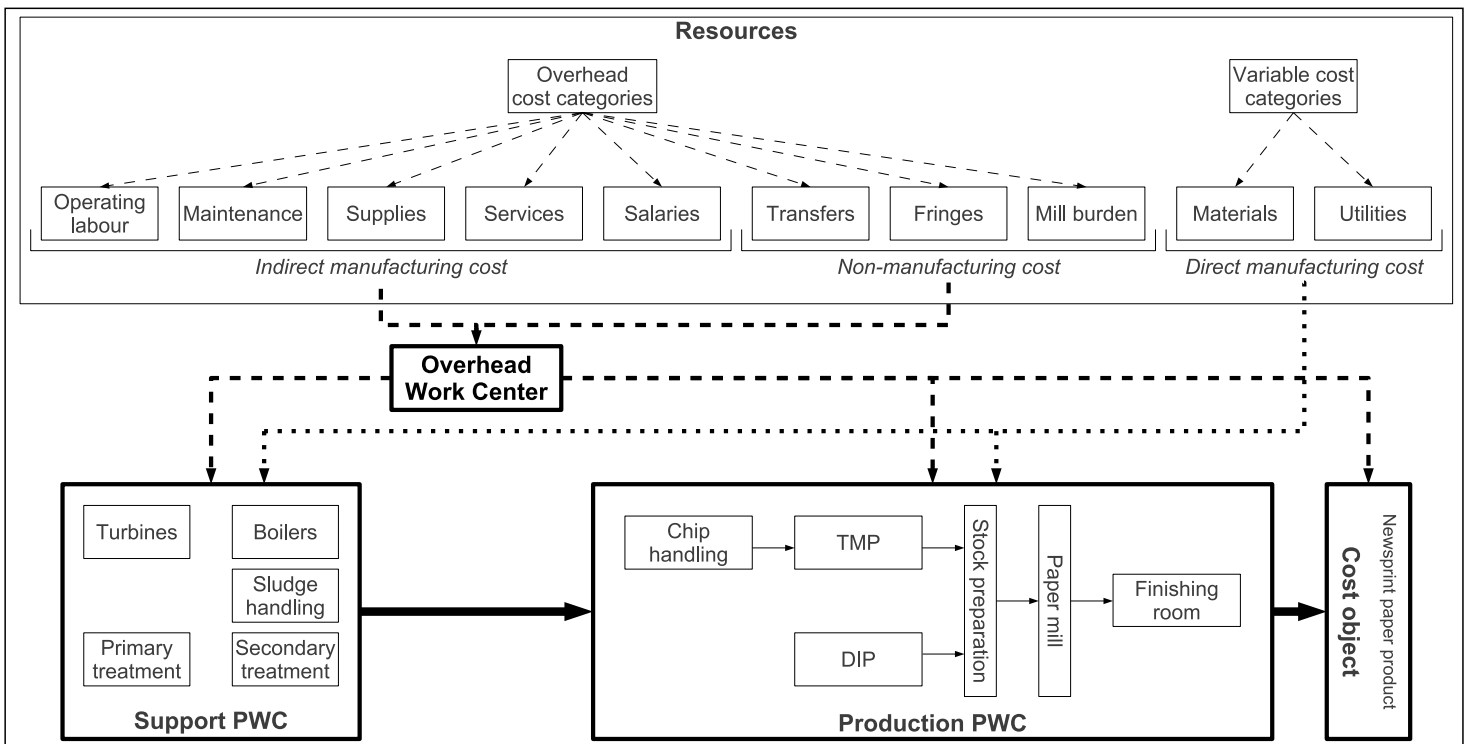 Resources
Overhead
cost categories
Variable cost
categories
Operating
labour
Maintenance
Supplies
Services
Salaries
Transfers
Fringes
Mill burden
Materials
Utilities
Indirect manufacturing cost
Non-manufacturing cost
Direct manufacturing cost
Overhead
Work Center
Turbines
Boilers
Sludge
handling
Primary
treatment
Secondary
treatment
Support PWC
Chip
handling
TMP
DIP
Stock preparation
Paper mill
Finishing
room
Production PWC
Newsprint paper product
Cost object